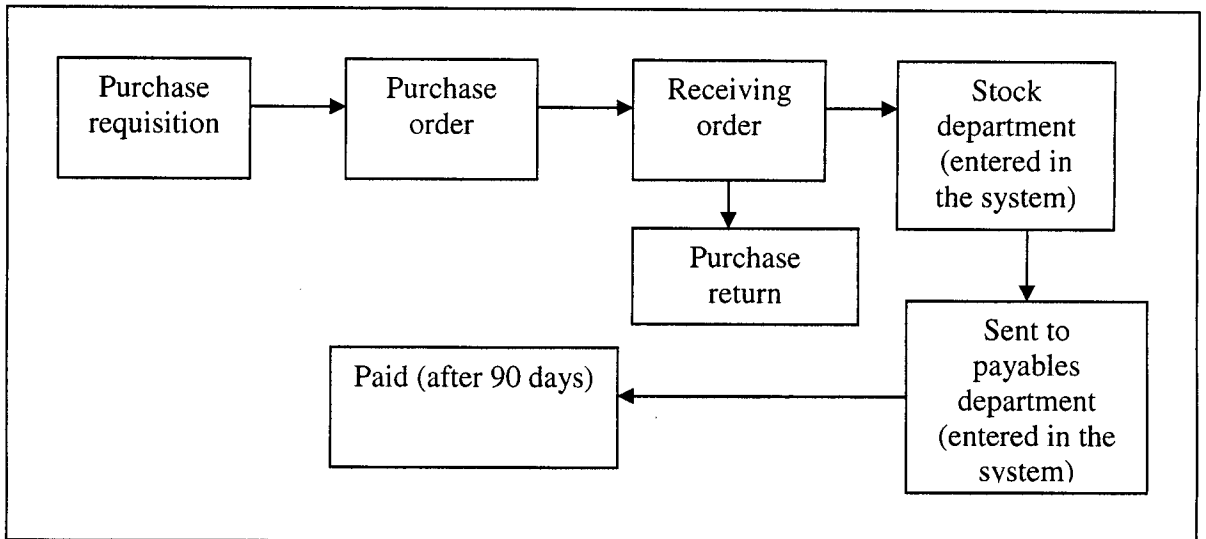 Purchase
requisition
Purchase
order
Receiving
order
Stock
department
(entered in
the system)
Purchase
return
Sent to
payables
department
(entered in the
system)
Paid (after 90 days)